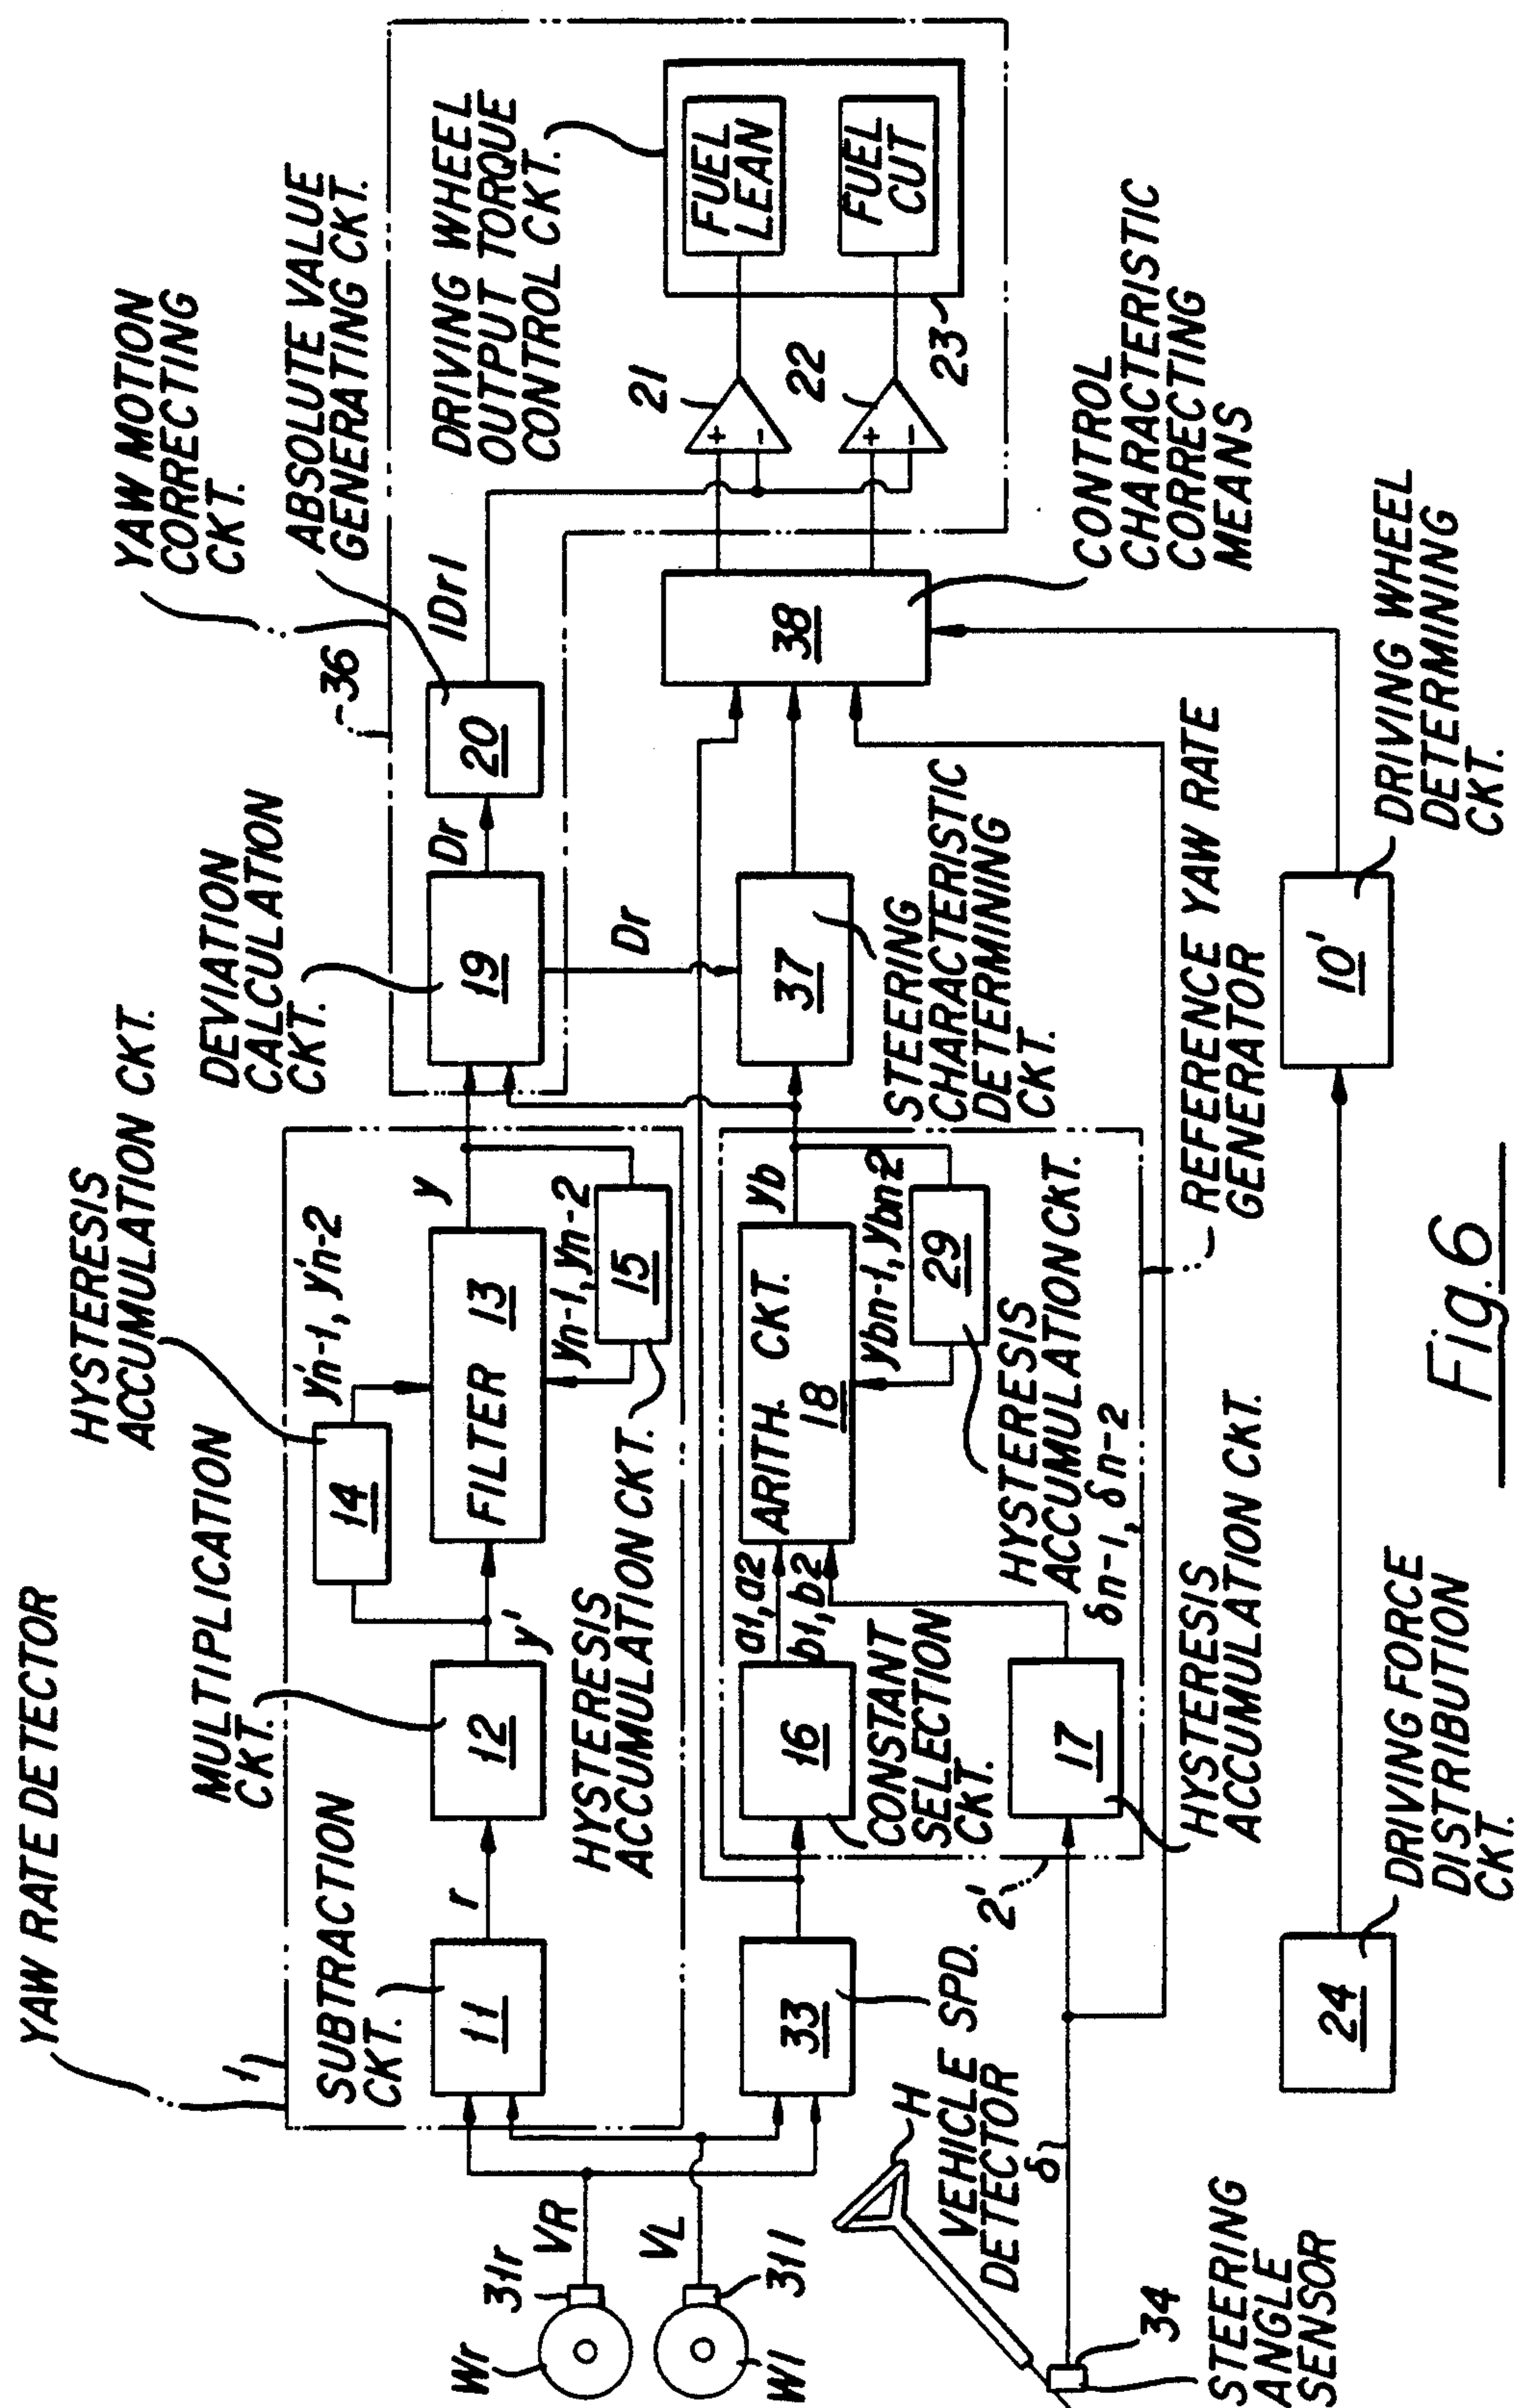 YAW RATE DETECTOR
1
SUBTRACTION
CKT.
11
r
MULTIPLICATION
CKT.
12
y'
HYSTERESIS
ACCUMULATION CKT.
14
y'n-1, y'n-2
FILTER 13
y
yn-1, yn-2
15
HYSTERESIS
ACCUMULATION CKT.
DEVIATION
CALCULATION
CKT.
19
Dr
Dr
YAW MOTION
CORRECTING
CKT.
36
ABSOLUTE VALUE
GENERATING CKT.
20
|Dr|
DRIVING WHEEL
OUTPUT TORQUE
CONTROL CKT.
21
+
-
22
+
-
FUEL
LEAN
FUEL
CUT
23
Wr
31r
VR
Wl
31l
VL
33
VEHICLE SPD.
DETECTOR
H
δ
34
STEERING
ANGLE
SENSOR
2'
16
CONSTANT
SELECTION
CKT.
a1, a2
b1, b2
ARITH. CKT.
18
yb
ybn-1, ybn-2
29
HYSTERESIS
ACCUMULATION CKT.
δn-1, δn-2
17
HYSTERESIS
ACCUMULATION CKT.
37
STEERING
CHARACTERISTIC
DETERMINING
CKT.
38
CONTROL
CHARACTERISTIC
CORRECTING
MEANS
REFERENCE YAW RATE
GENERATOR
24
DRIVING FORCE
DISTRIBUTION
CKT.
10'
DRIVING WHEEL
DETERMINING
CKT.
Fig. 6